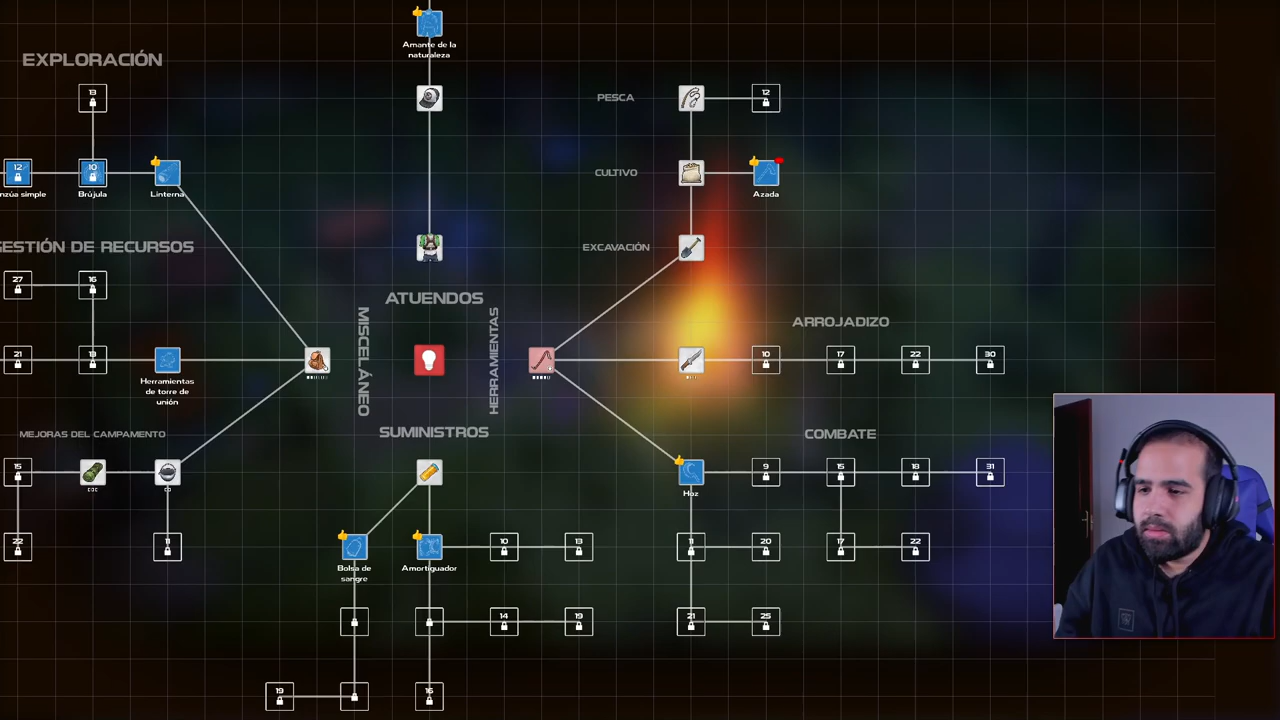 Amante de la
naturaleza
EXPLORACIÓN
13
PESCA
12
12
10
nzúa simple
Brújula
Linterna
CULTIVO
Azada
GESTIÓN DE RECURSOS
EXCAVACIÓN
27
16
ATUENDOS
MISCELÁNEO
HERRAMIENTAS
ARROJADIZO
21
19
Herramientas
de torre de
unión
10
17
22
30
MEJORAS DEL CAMPAMENTO
SUMINISTROS
COMBATE
15
Hoz
9
15
18
31
22
11
Bolsa de
sangre
Amortiguador
10
13
11
20
17
22
14
19
21
25
19
16